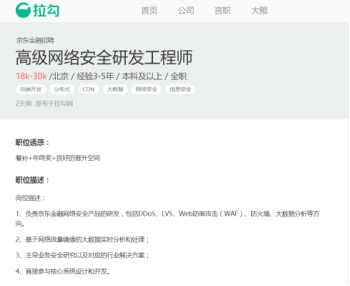 拉勾
首页 公司 言职 大鲲
京东金融招聘
高级网络安全研发工程师
18k-30k /北京 / 经验3-5年 / 本科及以上 / 全职
后端开发 分布式 CDN 大数据 网络安全 信息安全
2天前 发布于拉勾网
职位诱惑：
餐补+年终奖+良好的晋升空间
职位描述：
岗位描述：
1、负责京东金融网络安全产品的研发，包括DDoS、LVS、Web防御攻击（WAF）、防火墙、大数据分析等方
向。
2、基于网络流量镜像的大数据实时分析和处理；
3、主导业务安全研究以及对应的行业解决方案；
4、直接参与核心系统设计和开发。